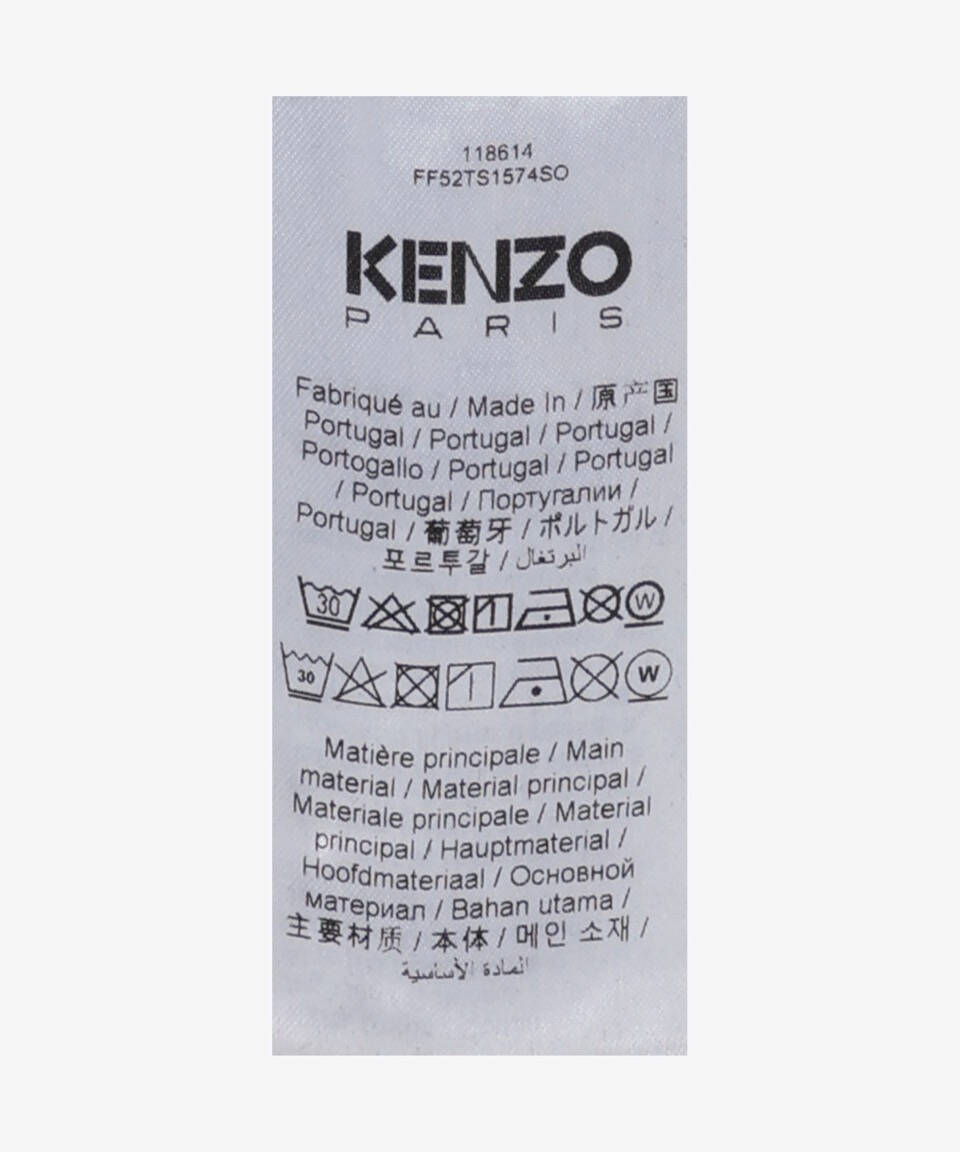 118614
FF52TS1574SO
KENZO
PARIS
Fabriqué au / Made In / 原产国
Portugal / Portugal / Portugal /
Portogallo / Portugal / Portugal
/ Portugal / Португалии /
Portugal / 葡萄牙 / ポルトガル /
포르투갈 / البرتغال
30 W
30 W
Matière principale / Main
material / Material principal /
Materiale principale / Material
principal / Hauptmaterial /
Hoofdmateriaal / Основной
материал / Bahan utama /
主要材质 / 本体 / 메인 소재 /
المادة الأساسية